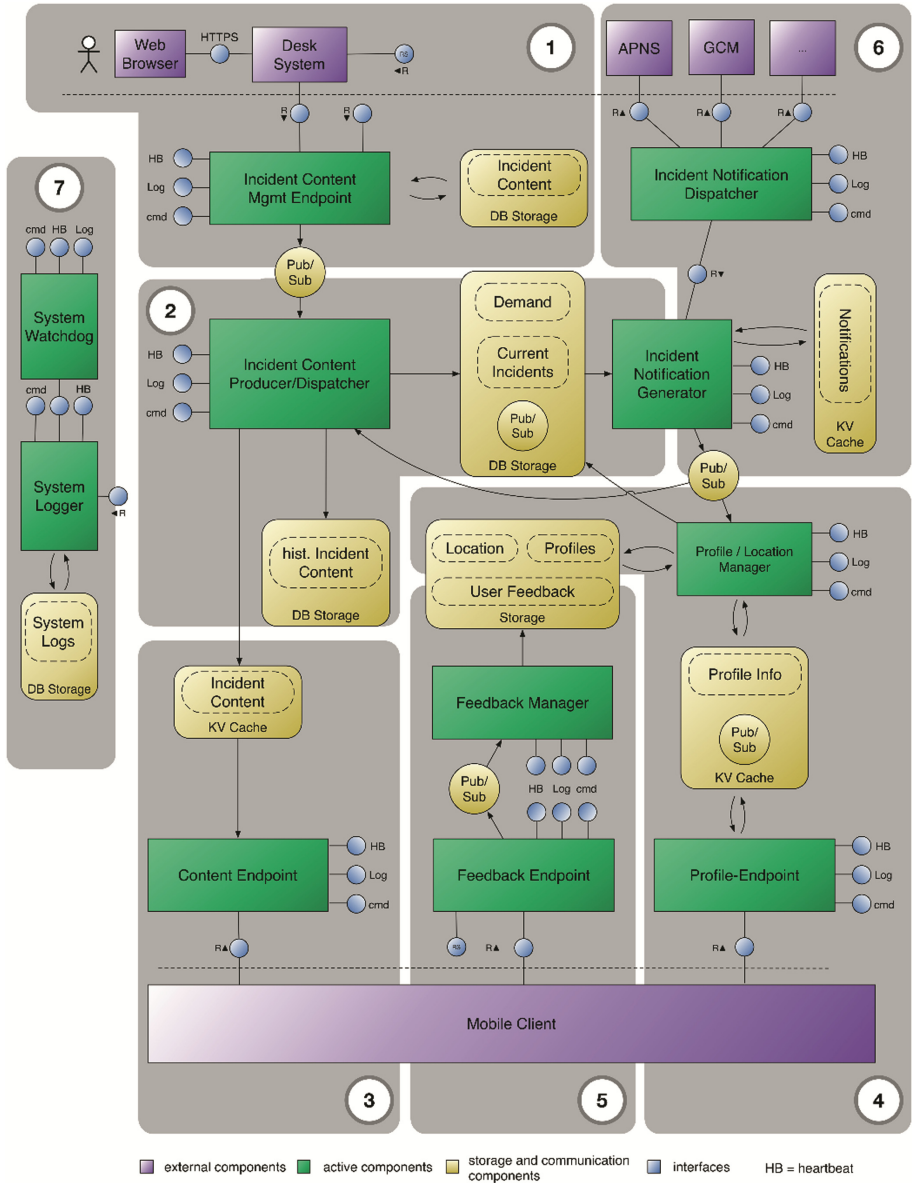 Web
Browser
HTTPS
Desk
System
RS
◄R
1
R
▼
R
▼
HB
Log
cmd
Incident Content
Mgmt Endpoint
Incident
Content
DB Storage
Pub/
Sub
APNS
GCM
...
6
R▲
R▲
R▲
Incident Notification
Dispatcher
HB
Log
cmd
R▼
7
cmd
HB
Log
System
Watchdog
cmd
HB
System
Logger
◄R
System
Logs
DB Storage
2
HB
Log
cmd
Incident Content
Producer/Dispatcher
Demand
Current
Incidents
Pub/
Sub
DB Storage
Incident
Notification
Generator
HB
Log
cmd
Notifications
KV
Cache
Pub/
Sub
hist. Incident
Content
DB Storage
Location
Profiles
User Feedback
Storage
Profile / Location
Manager
HB
Log
cmd
Incident
Content
KV Cache
Feedback Manager
Pub/
Sub
HB
Log
cmd
Profile Info
Pub/
Sub
KV Cache
Content Endpoint
HB
Log
cmd
Feedback Endpoint
Profile-Endpoint
HB
Log
cmd
R▲
RS
R▲
R▲
Mobile Client
3
5
4
external components
active components
storage and communication
components
interfaces
HB = heartbeat